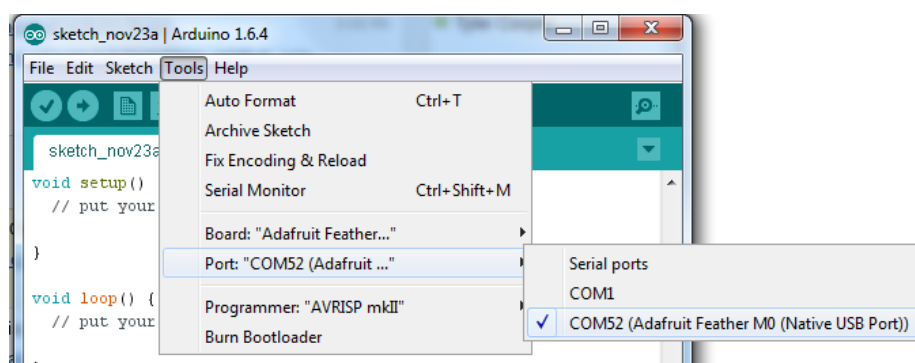 sketch_nov23a | Arduino 1.6.4
File Edit Sketch Tools Help
sketch_nov23a
void setup()
// put your
}
void loop() {
// put your
Auto Format Ctrl+T
Archive Sketch
Fix Encoding & Reload
Serial Monitor Ctrl+Shift+M
Board: "Adafruit Feather..."
Port: "COM52 (Adafruit ..."
Programmer: "AVRISP mkII"
Burn Bootloader
Serial ports
COM1
COM52 (Adafruit Feather M0 (Native USB Port))